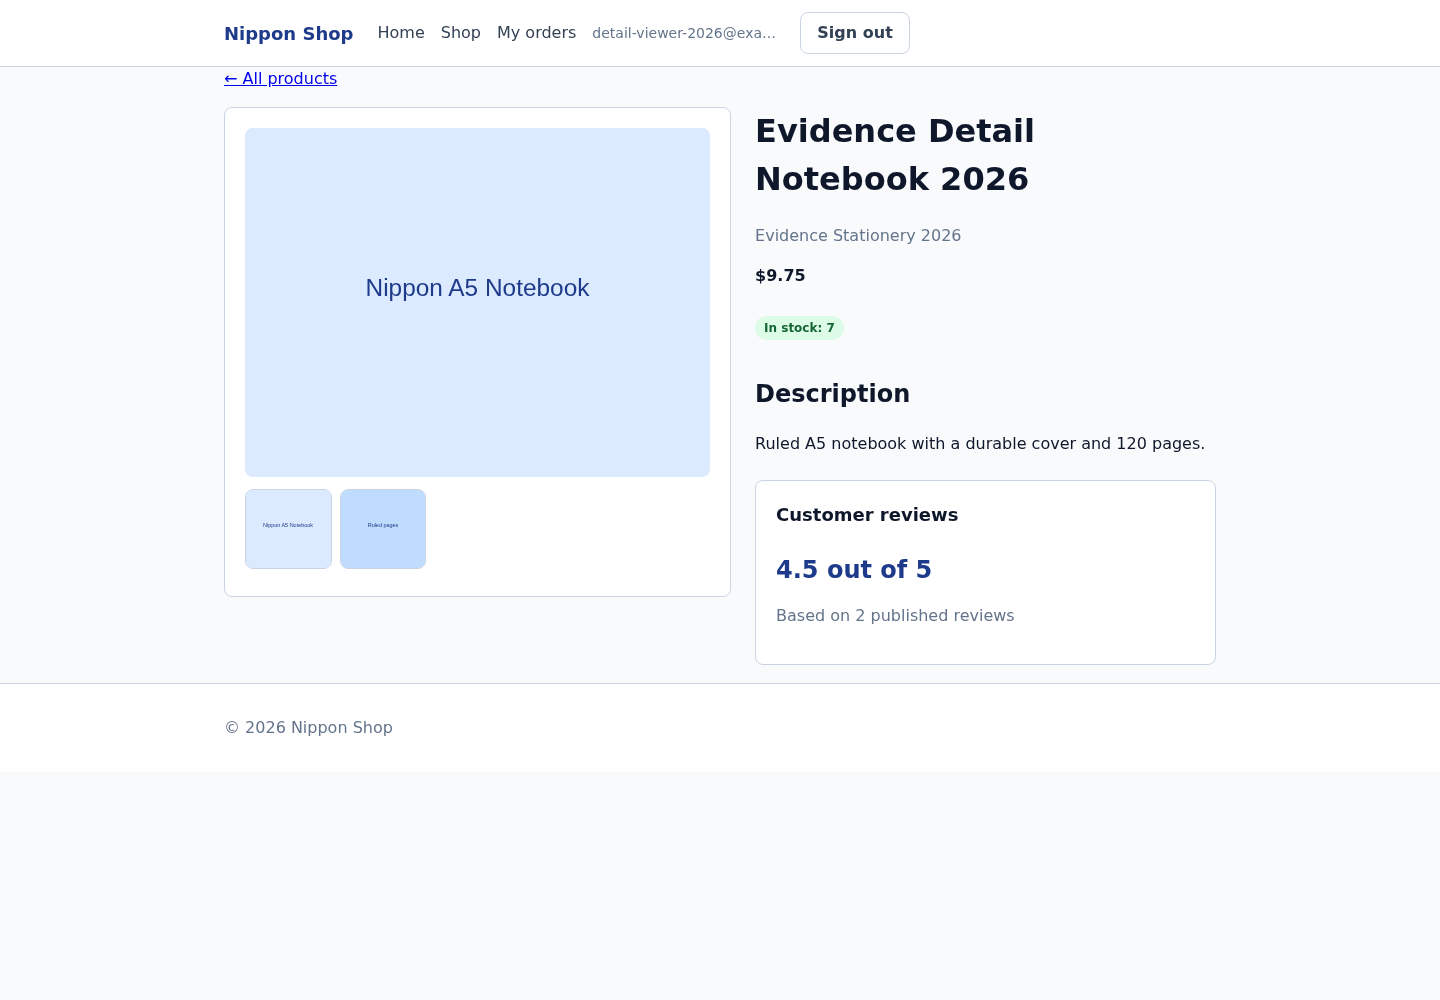 Nippon Shop Home Shop My orders detail-viewer-2026@exa... Sign out
← All products
Nippon A5 Notebook
Nippon A5 Notebook Ruled pages
Evidence Detail
Notebook 2026
Evidence Stationery 2026
$9.75
In stock: 7
Description
Ruled A5 notebook with a durable cover and 120 pages.
Customer reviews
4.5 out of 5
Based on 2 published reviews
© 2026 Nippon Shop